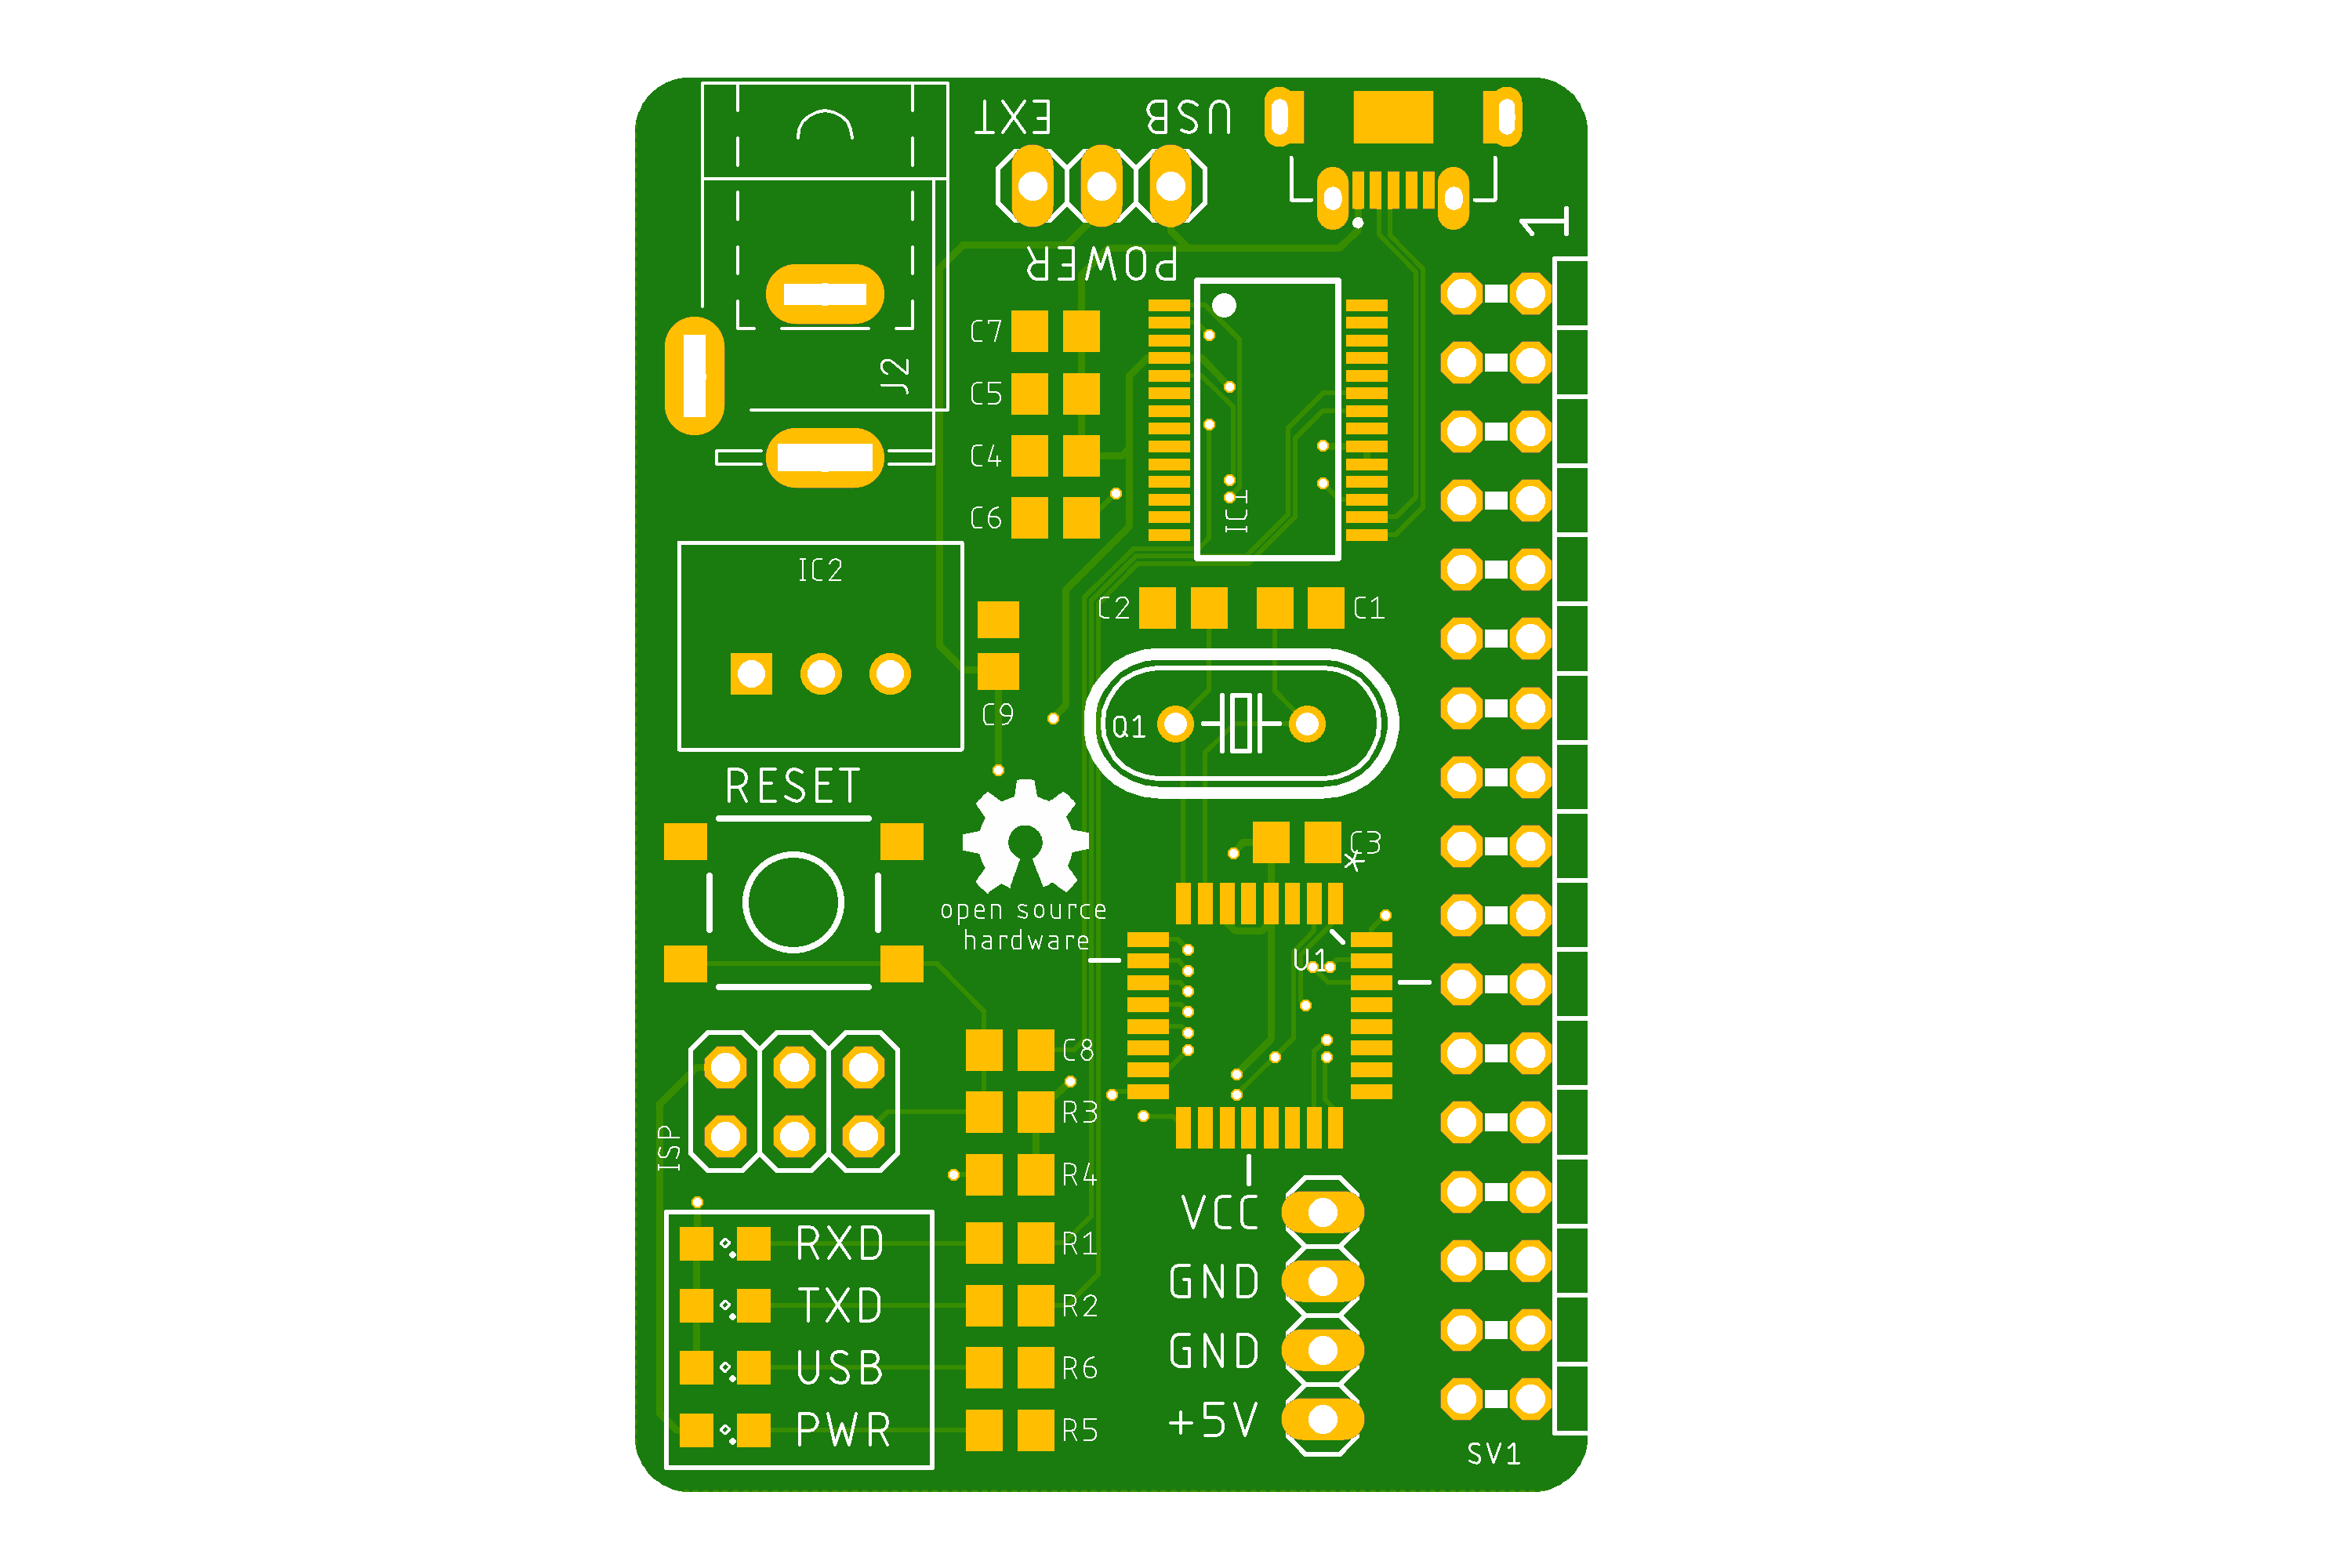 EXT
USB
POWER
1
C7
J2
C5
C4
C6
IC1
IC2
C2
C1
C9
Q1
RESET
C3
*
open source
hardware
U1
C8
R3
ISP
R4
VCC
RXD
R1
GND
TXD
R2
GND
USB
R6
+5V
PWR
R5
SV1